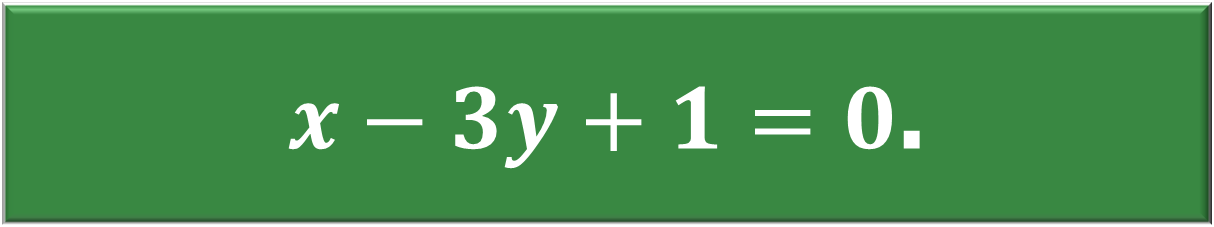 x − 3y + 1 = 0.